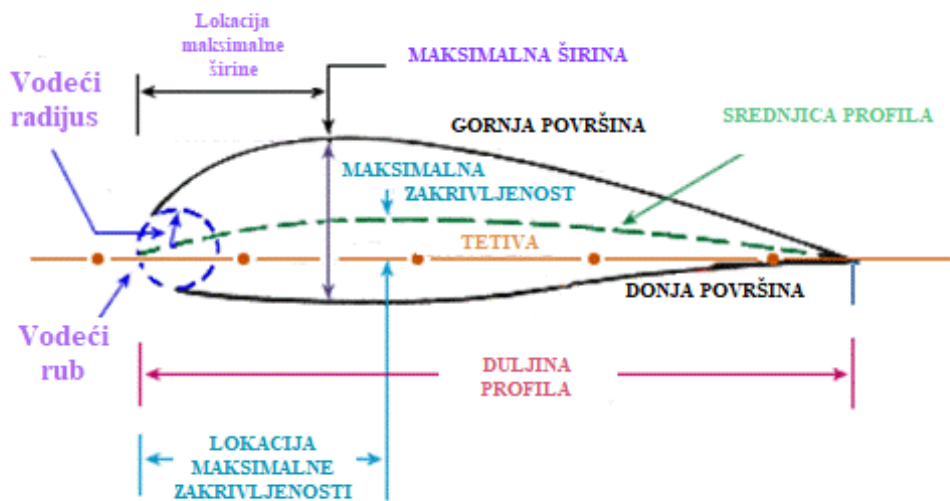 Lokacija
maksimalne
širine
MAKSIMALNA ŠIRINA
Vodeći
radijus
GORNJA POVRŠINA
SREDNJICA PROFILA
MAKSIMALNA
ZAKRIVLJENOST
TETIVA
DONJA POVRŠINA
Vodeći
rub
DULJINA
PROFILA
LOKACIJA
MAKSIMALNE
ZAKRIVLJENOSTI